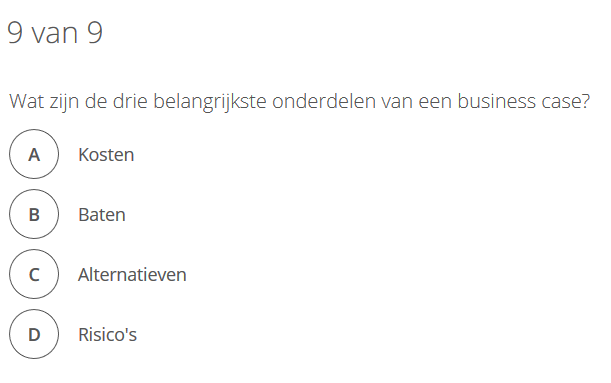 9 van 9
Wat zijn de drie belangrijkste onderdelen van een business case?
A Kosten
B Baten
C Alternatieven
D Risico's